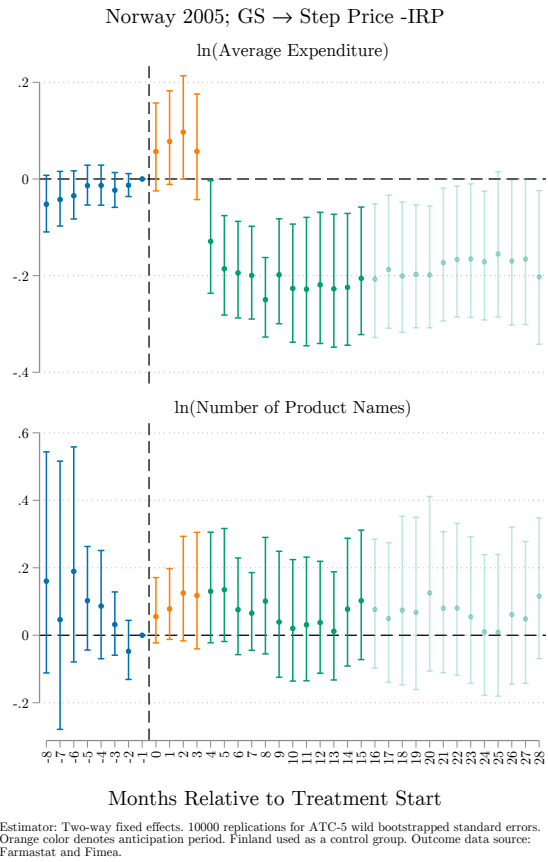 Norway 2005; GS → Step Price -IRP
ln(Average Expenditure)
.2
0
-.2
-.4
ln(Number of Product Names)
.6
.4
.2
0
-.2
-8 -7 -6 -5 -4 -3 -2 -1 0 1 2 3 4 5 6 7 8 9 10 11 12 13 14 15 16 17 18 19 20 21 22 23 24 25 26 27 28
Months Relative to Treatment Start
Estimator: Two-way fixed effects. 10000 replications for ATC-5 wild bootstrapped standard errors.
Orange color denotes anticipation period. Finland used as a control group. Outcome data source:
Farmastat and Fimea.